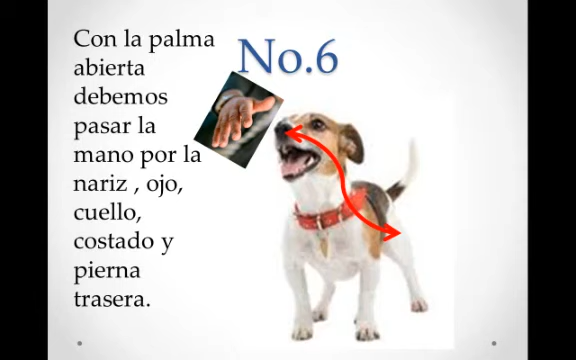 No.6
Con la palma
abierta
debemos
pasar la
mano por la
nariz , ojo,
cuello,
costado y
pierna
trasera.